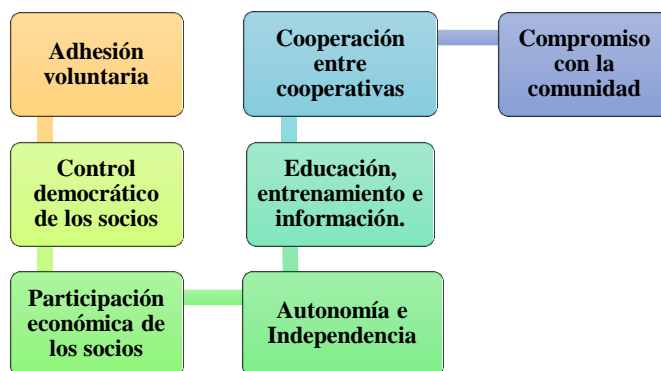 Adhesión
voluntaria
Control
democrático
de los socios
Participación
económica de
los socios
Autonomía e
Independencia
Educación,
entrenamiento e
información.
Cooperación
entre
cooperativas
Compromiso
con la
comunidad